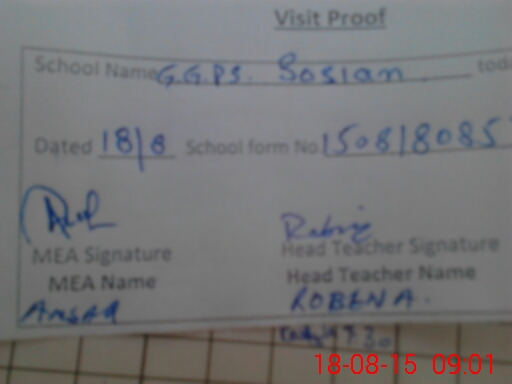 Visit Proof
School Name G.G.P.S. Sosian tod
Dated 18/8 School form No 150818085
MEA Signature Head Teacher Signature
MEA Name Head Teacher Name
Ansar ROBENA.
18-08-15 09.01